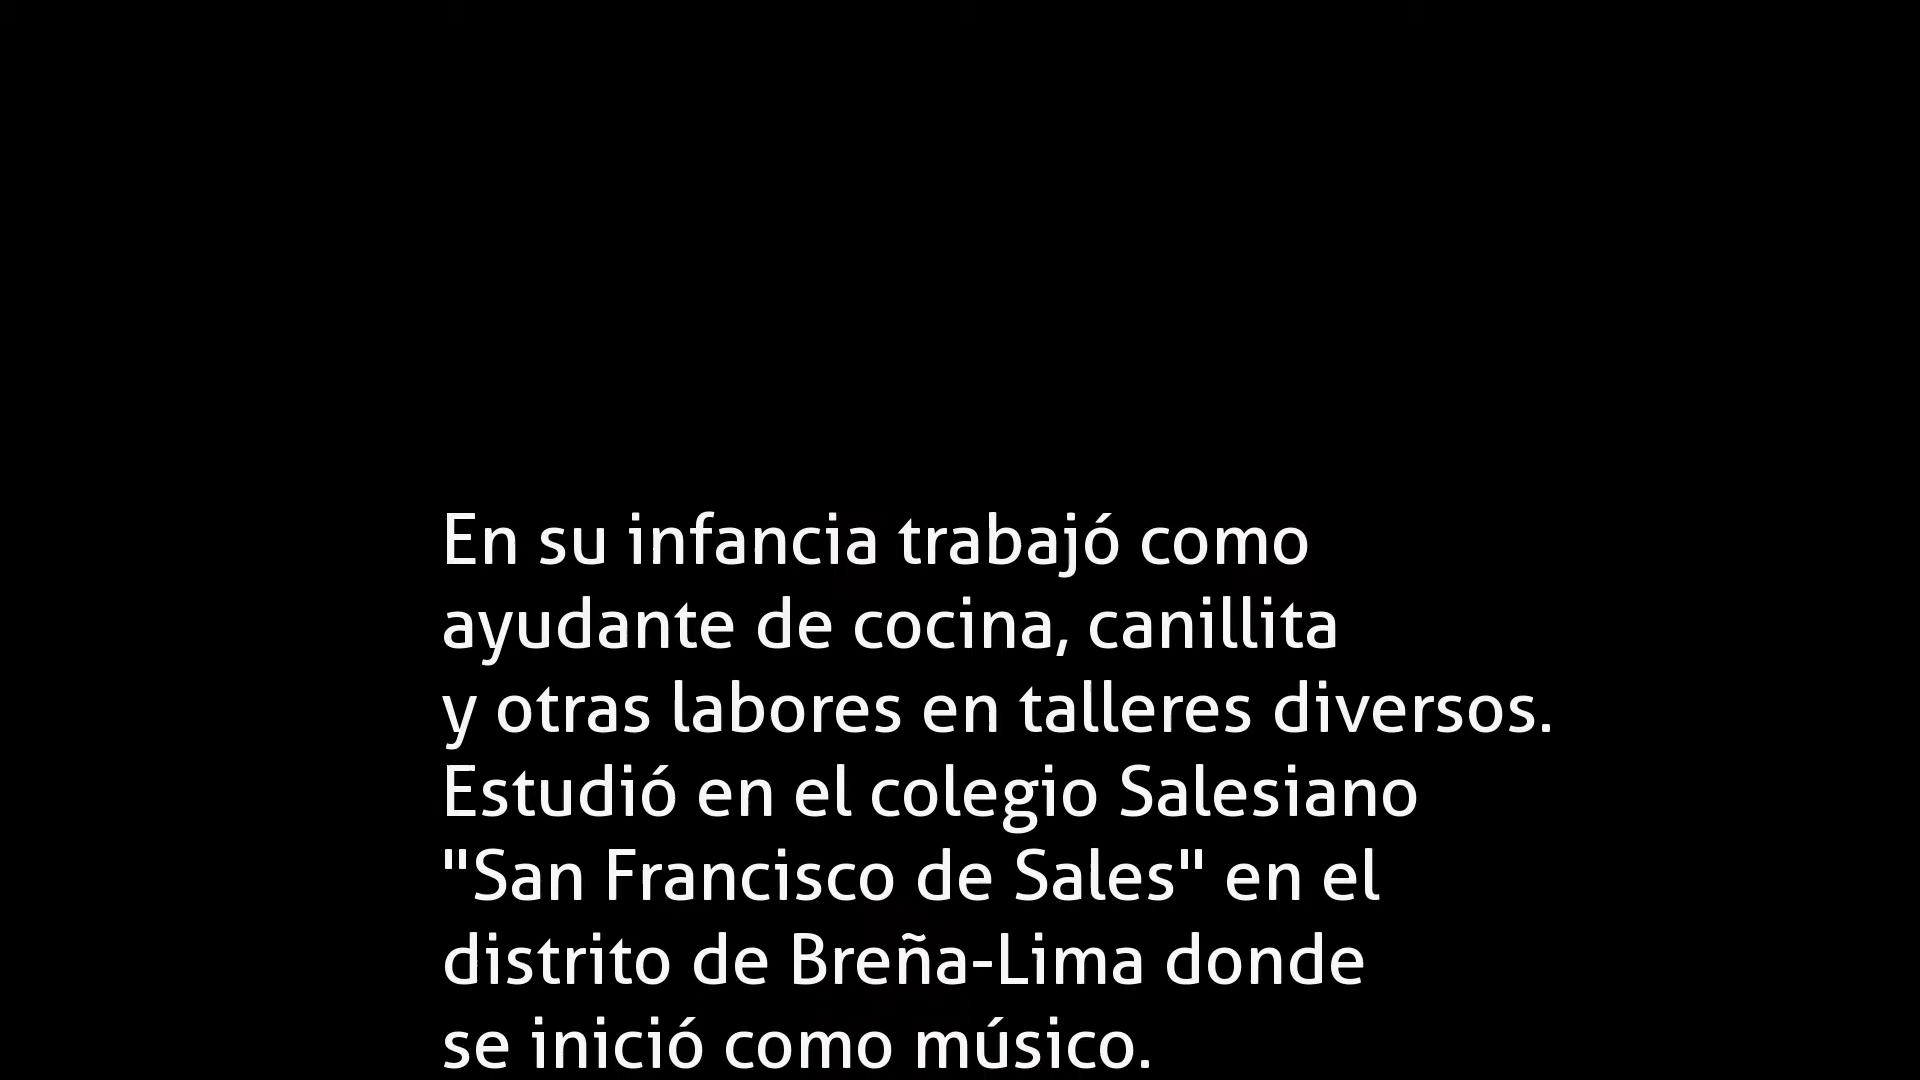 En su infancia trabajó como
ayudante de cocina, canillita
y otras labores en talleres diversos.
Estudió en el colegio Salesiano
"San Francisco de Sales" en el
distrito de Breña-Lima donde
se inició como músico.